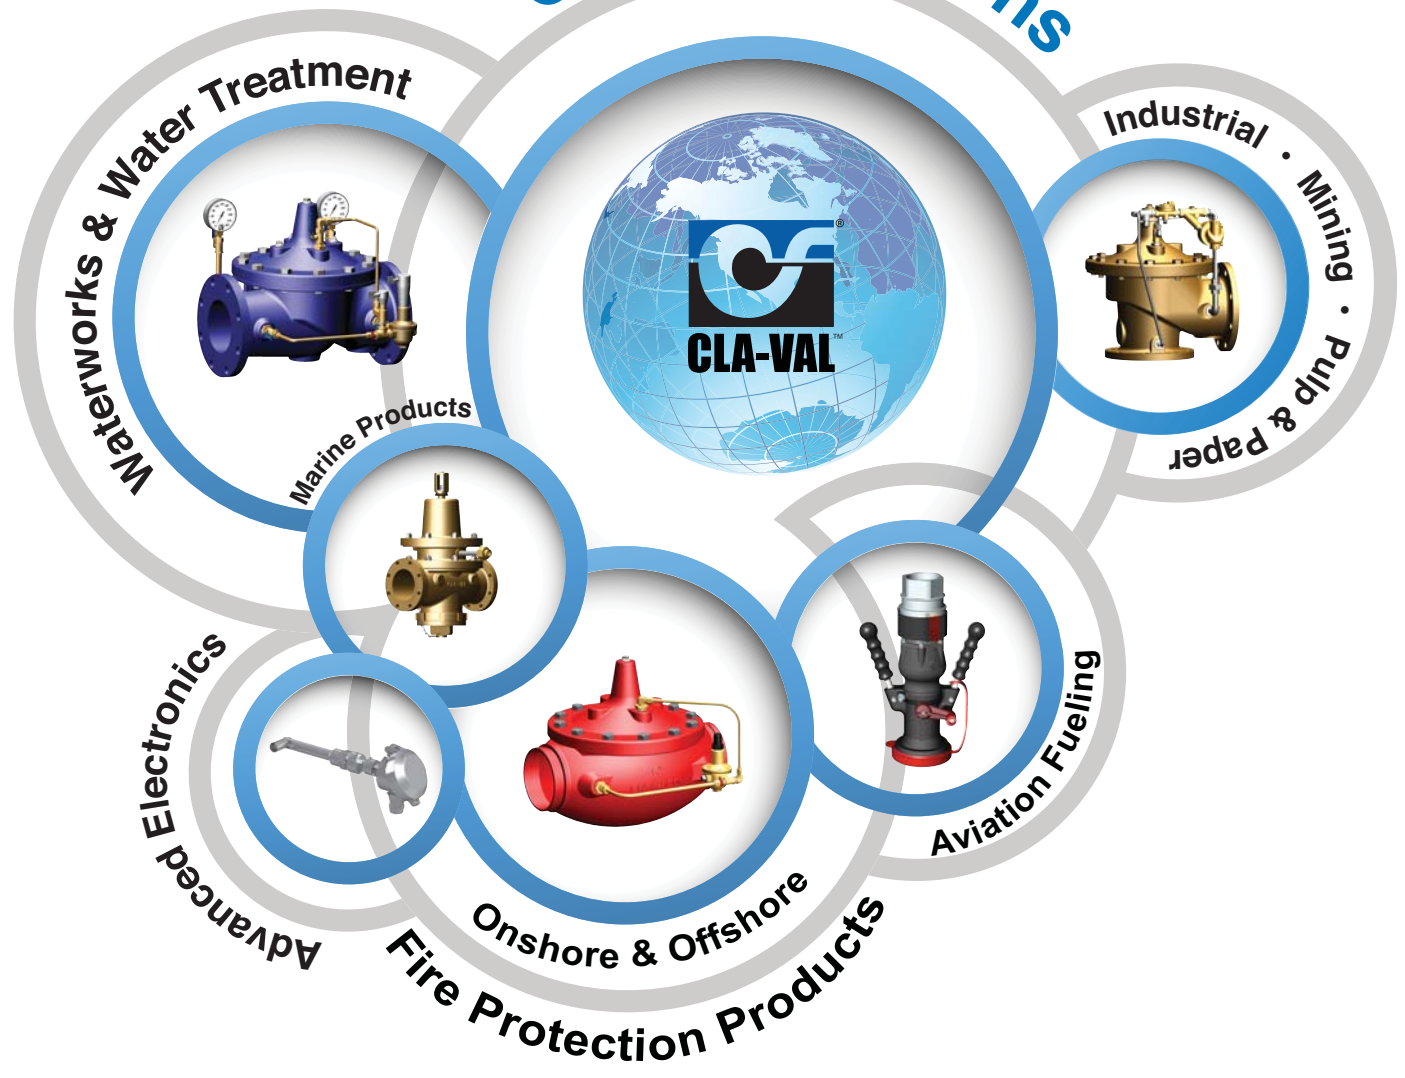 Waterworks & Water Treatment
Industrial • Mining • Pulp & Paper
®
CLA-VAL™
Marine Products
Advanced Electronics
Aviation Fueling
Onshore & Offshore
Fire Protection Products